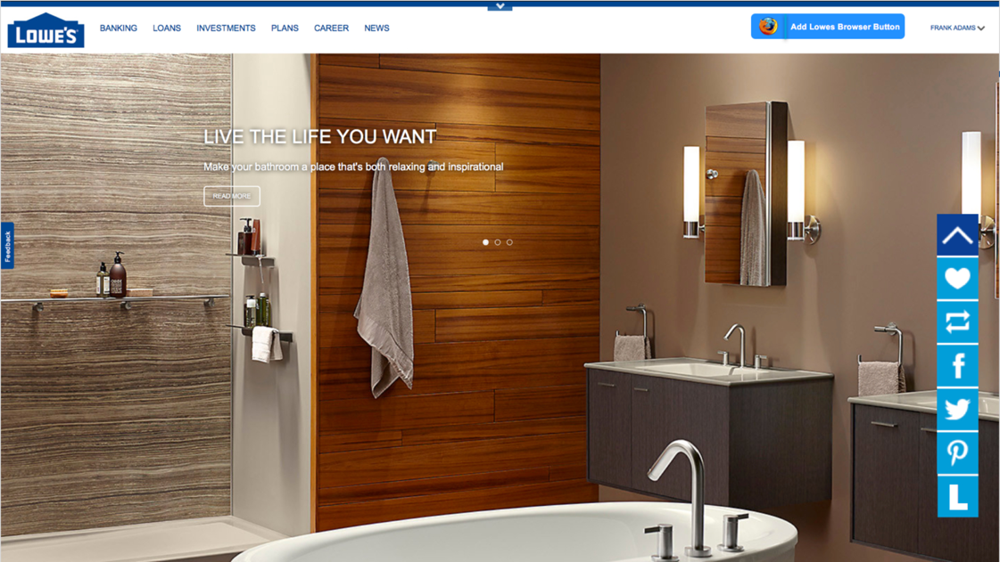 LOWE'S
BANKING LOANS INVESTMENTS PLANS CAREER NEWS
Add Lowes Browser Button
FRANK ADAMS
LIVE THE LIFE YOU WANT
Make your bathroom a place that's both relaxing and inspirational
READ MORE
Feedback